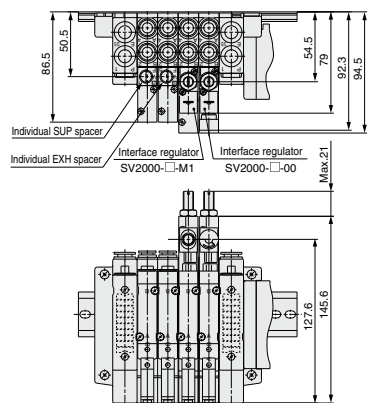 86.5
50.5
54.5
79
92.3
94.5
Individual SUP spacer
Individual EXH spacer
Interface regulator
SV2000-□-M1
Interface regulator
SV2000-□-00
Max.21
127.6
145.6